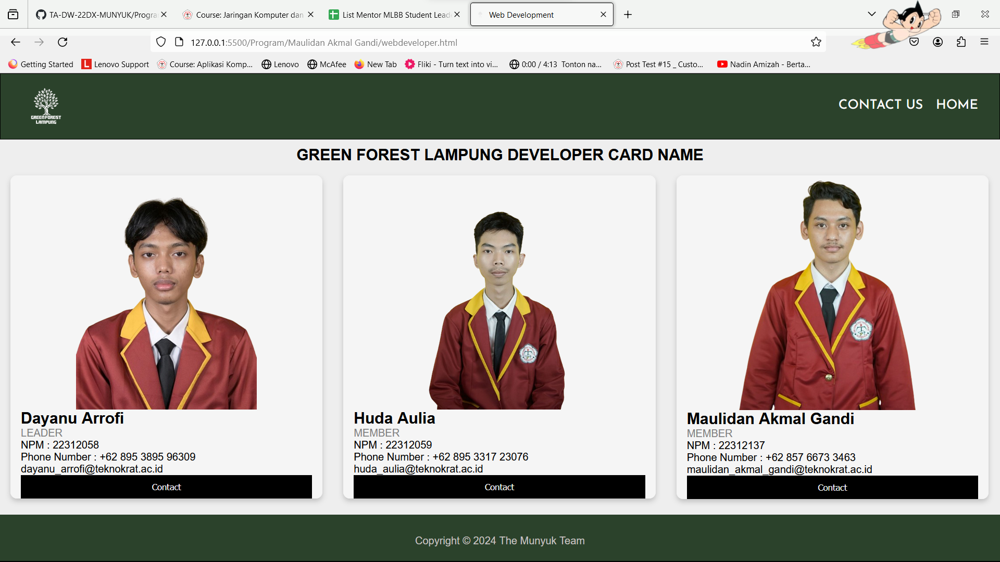 TA-DW-22DX-MUNYUK/Progra
Course: Jaringan Komputer dan
List Mentor MLBB Student Lead
Web Development
127.0.0.1:5500/Program/Maulidan Akmal Gandi/webdeveloper.html
Getting Started
Lenovo Support
Course: Aplikasi Komp...
Lenovo
McAfee
New Tab
Fliki - Turn text into vi...
0:00 / 4:13 Tonton na...
Post Test #15 _ Custo...
Nadin Amizah - Berta...
GREEN FOREST
LAMPUNG
CONTACT US
HOME
GREEN FOREST LAMPUNG DEVELOPER CARD NAME
Dayanu Arrofi
LEADER
NPM : 22312058
Phone Number : +62 895 3895 96309
dayanu_arrofi@teknokrat.ac.id
Contact
Huda Aulia
MEMBER
NPM : 22312059
Phone Number : +62 895 3317 23076
huda_aulia@teknokrat.ac.id
Contact
Maulidan Akmal Gandi
MEMBER
NPM : 22312137
Phone Number : +62 857 6673 3463
maulidan_akmal_gandi@teknokrat.ac.id
Contact
Copyright © 2024 The Munyuk Team